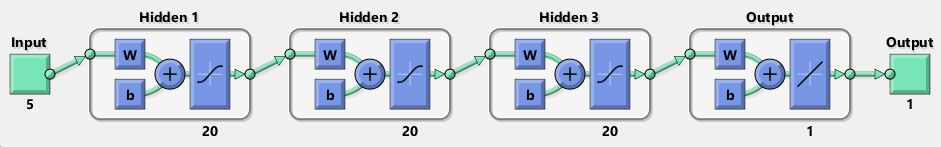 Hidden 1 Hidden 2 Hidden 3 Output
Input Output
W W W W
+ + + +
b b b b
5 1
20 20 20 1